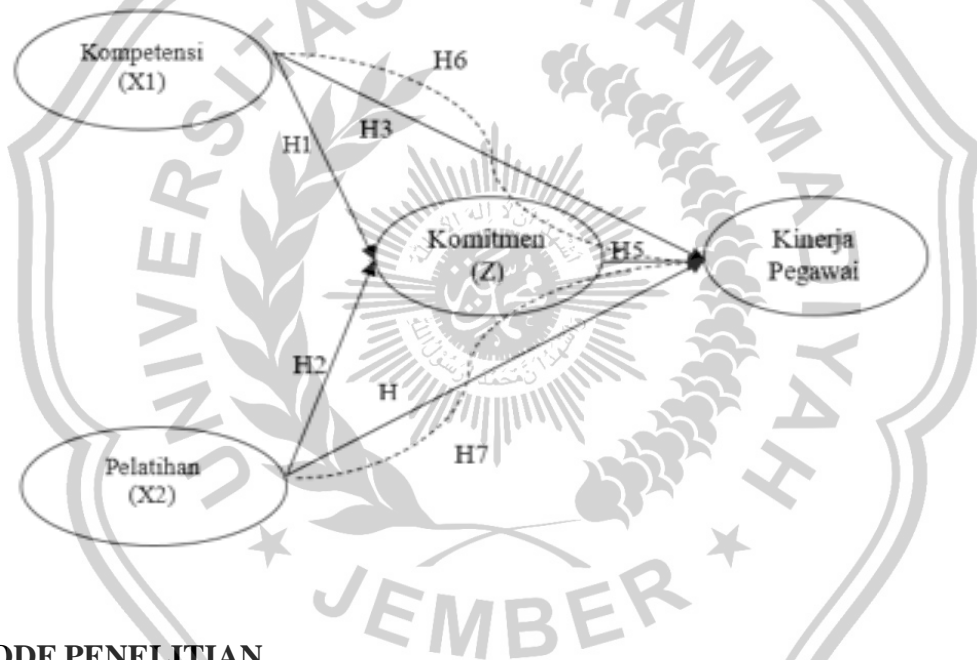 Kompetensi
(X1)
H6
H3
H1
Komitmen
(Z)
H5
Kinerja
Pegawai
H2
H
Pelatihan
(X2)
H7
JEMBER
ODE PENELITIAN